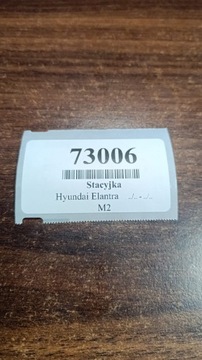 73006
Stacyjka
Hyundai Elantra ../.. - ../..
M2